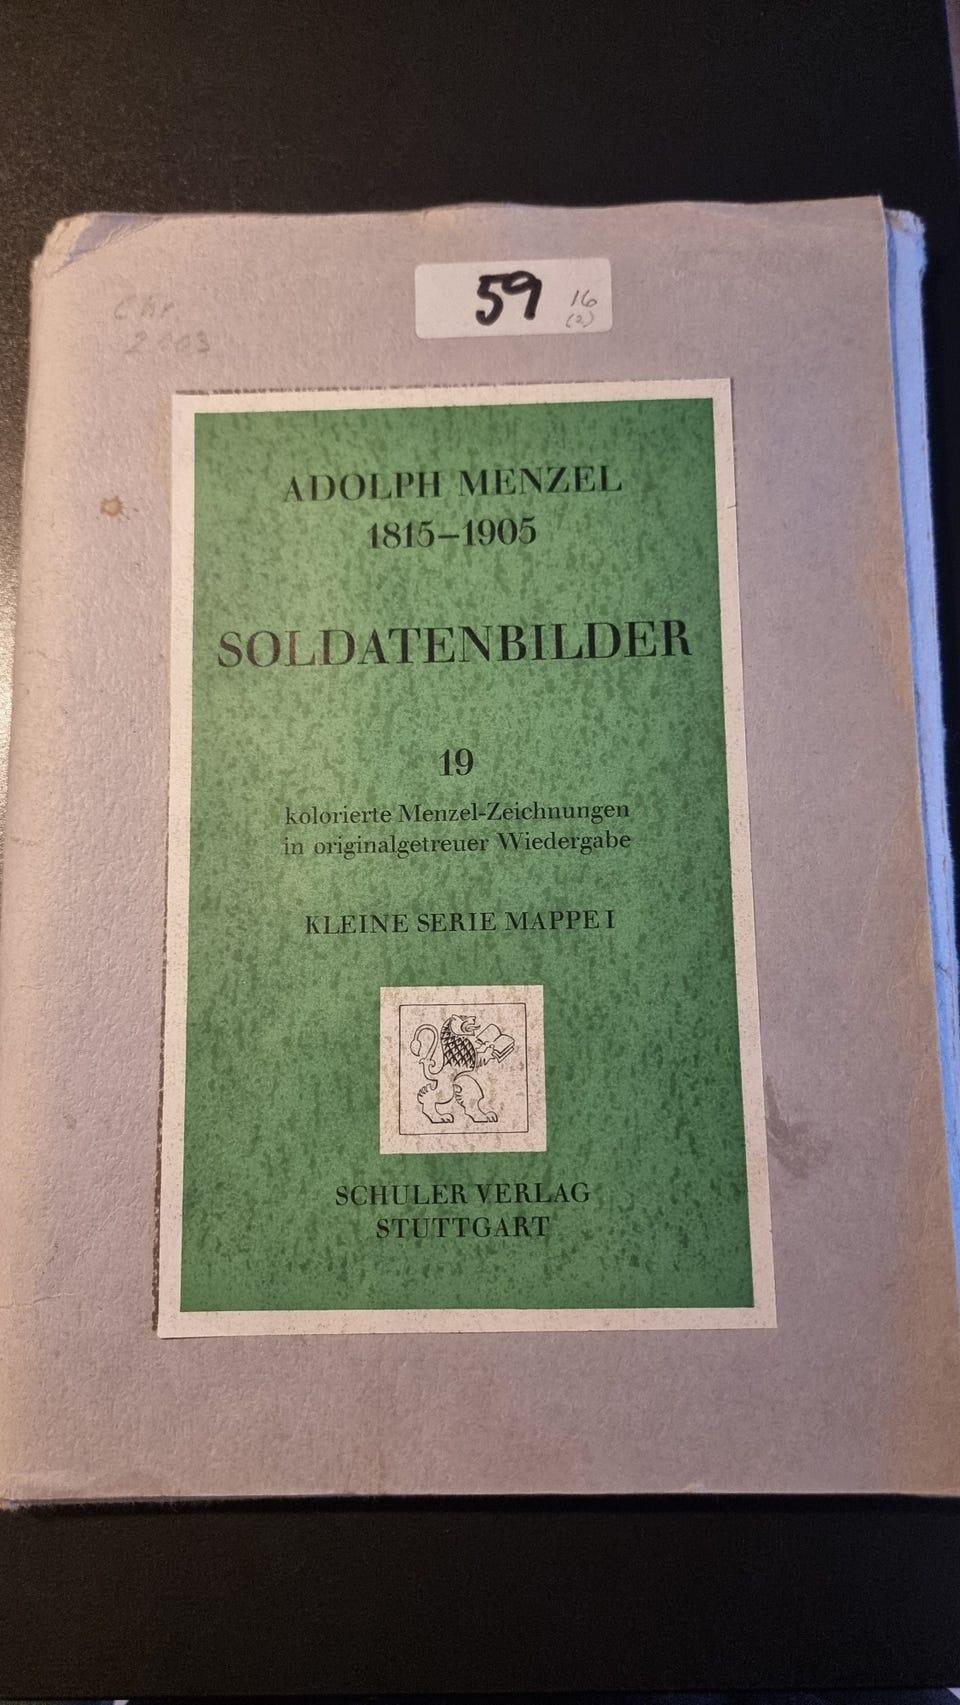 59
16
(2)
ADOLPH MENZEL
1815–1905
SOLDATENBILDER
19
kolorierte Menzel-Zeichnungen
in originalgetreuer Wiedergabe
KLEINE SERIE MAPPE I
SCHULER VERLAG
STUTTGART